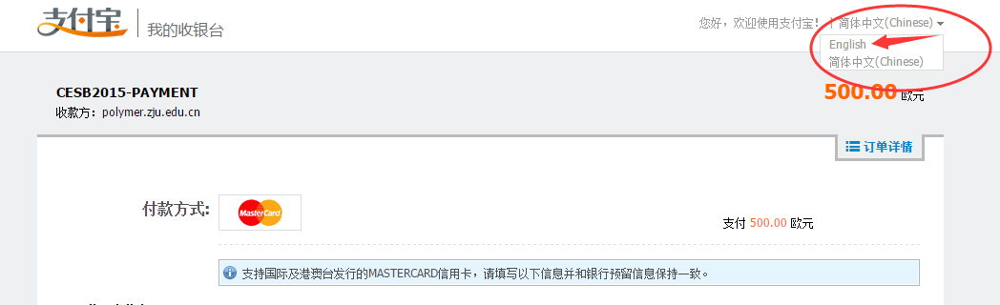 支付宝 我的收银台 您好，欢迎使用支付宝！ 简体中文(Chinese)
English
简体中文(Chinese)
CESB2015-PAYMENT 500.00 欧元
收款方：polymer.zju.edu.cn
订单详情
付款方式: MasterCard 支付 500.00 欧元
支持国际及港澳台发行的MASTERCARD信用卡，请填写以下信息并和银行预留信息保持一致。